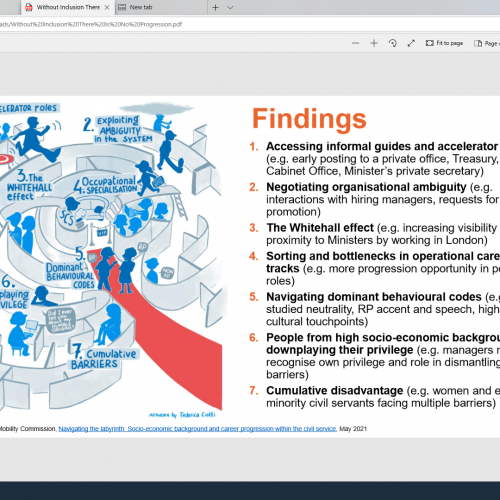 Without Inclusion There
New tab
ads/Without%20Inclusion%20There%20Is%20No%20Progression.pdf
Fit to page
Page
ELERATOR roles
2. Exploiting
AMBIGUITY
in the SYSTEM
3. The
WHITEHALL
effect
4. Occupational
SPECIALISATION
SCS
5.
Dominant
BEHAVIOURAL
CODES
RP
RP
6.
playing
VILEGE
7. Cumulative
BARRIERS
Artwork by Federica Ciotti
Findings
1. Accessing informal guides and accelerator
(e.g. early posting to a private office, Treasury,
Cabinet Office, Minister's private secretary)
2. Negotiating organisational ambiguity (e.g.
interactions with hiring managers, requests for
promotion)
3. The Whitehall effect (e.g. increasing visibility
proximity to Ministers by working in London)
4. Sorting and bottlenecks in operational care
tracks (e.g. more progression opportunity in po
roles)
5. Navigating dominant behavioural codes (e.g
studied neutrality, RP accent and speech, high
cultural touchpoints)
6. People from high socio-economic backgrou
downplaying their privilege (e.g. managers n
recognise own privilege and role in dismantling
barriers)
7. Cumulative disadvantage (e.g. women and e
minority civil servants facing multiple barriers)
Mobility Commission, Navigating the labyrinth: Socio-economic background and career progression within the civil service, May 2021